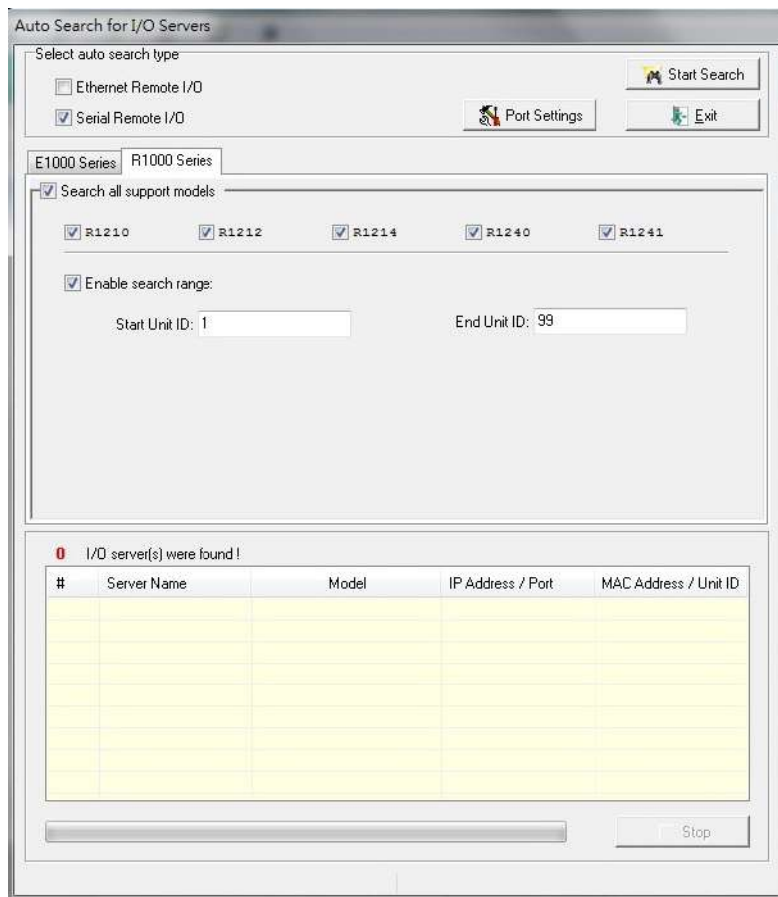 Auto Search for I/O Servers
Select auto search type
Ethernet Remote I/O
Start Search
Serial Remote I/O
Port Settings
Exit
E1000 Series
R1000 Series
Search all support models
R1210
R1212
R1214
R1240
R1241
Enable search range:
Start Unit ID: 1
End Unit ID: 99
0 I/O server(s) were found !
# Server Name Model IP Address / Port MAC Address / Unit ID
Stop